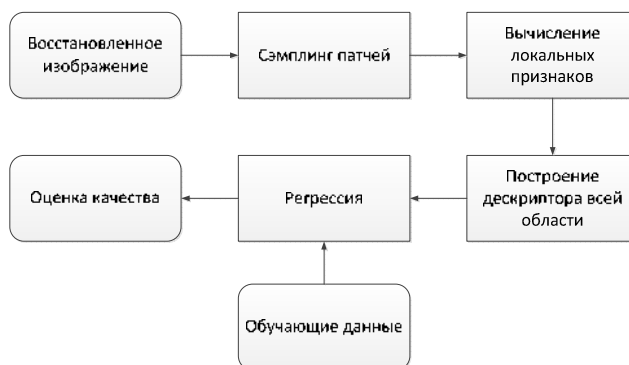 Восстановленное
изображение
Сэмплинг патчей
Вычисление
локальных
признаков
Оценка качества
Регрессия
Построение
дескриптора всей
области
Обучающие данные